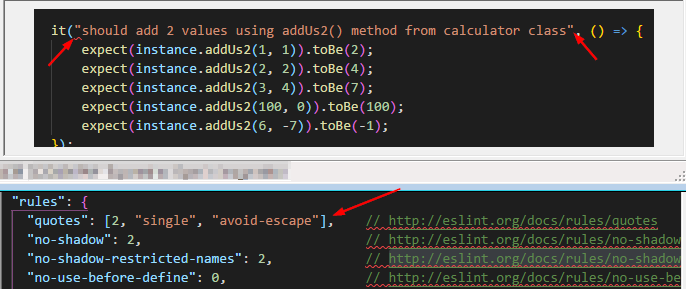 it("should add 2 values using addUs2() method from calculator class", () => {
expect(instance.addUs2(1, 1)).toBe(2);
expect(instance.addUs2(2, 2)).toBe(4);
expect(instance.addUs2(3, 4)).toBe(7);
expect(instance.addUs2(100, 0)).toBe(100);
expect(instance.addUs2(6, -7)).toBe(-1);
});
"rules": {
"quotes": [2, "single", "avoid-escape"], // http://eslint.org/docs/rules/quotes
"no-shadow": 2, // http://eslint.org/docs/rules/no-shadow
"no-shadow-restricted-names": 2, // http://eslint.org/docs/rules/no-shadow
"no-use-before-define": 0, // http://eslint.org/docs/rules/no-use-be